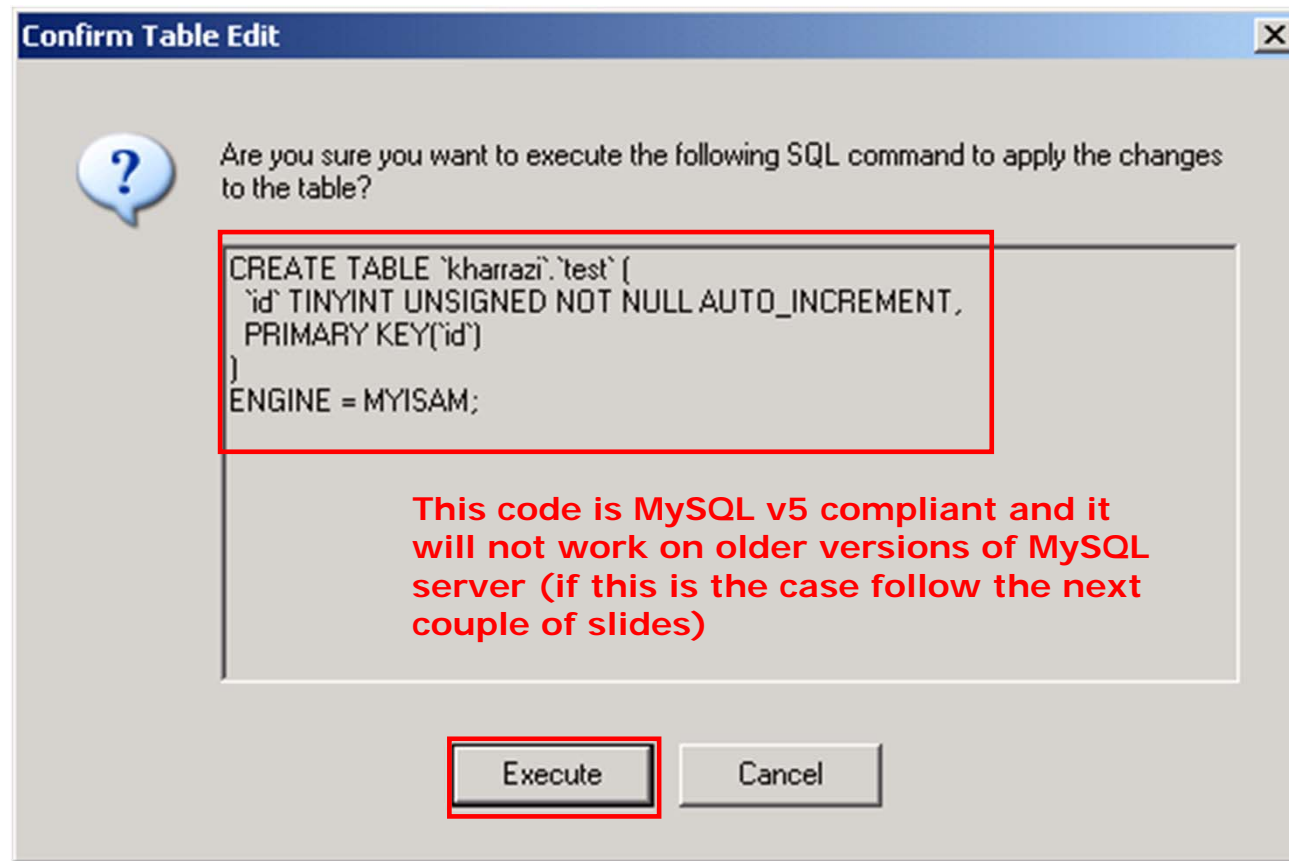 Confirm Table Edit
?
Are you sure you want to execute the following SQL command to apply the changes
to the table?
CREATE TABLE `kharrazi`.`test` (
`id` TINYINT UNSIGNED NOT NULL AUTO_INCREMENT,
PRIMARY KEY(`id`)
)
ENGINE = MYISAM;
This code is MySQL v5 compliant and it
will not work on older versions of MySQL
server (if this is the case follow the next
couple of slides)
Execute
Cancel